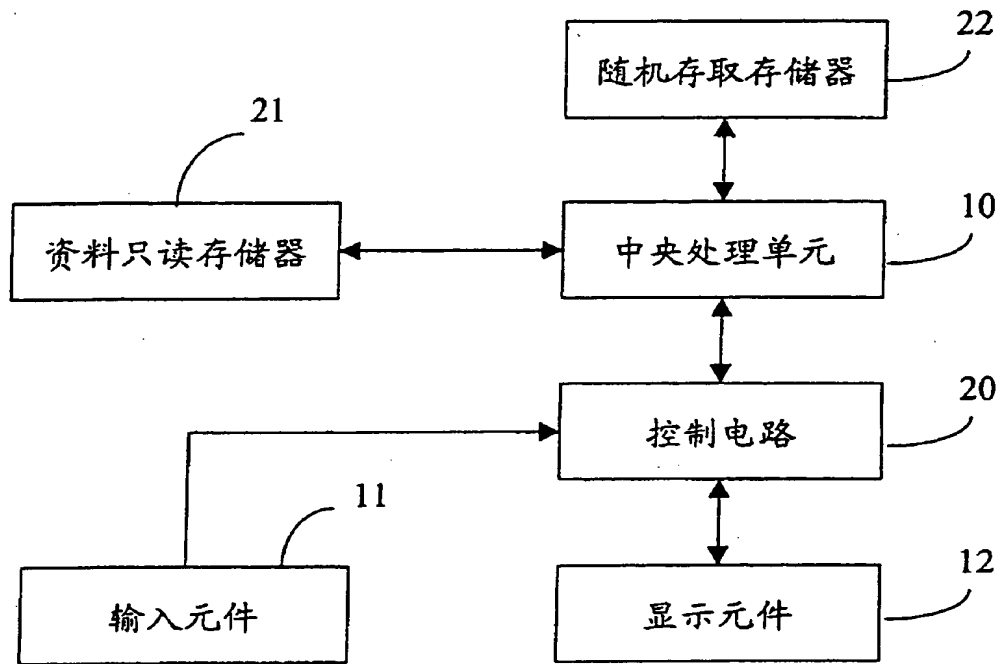 22
随机存取存储器
21
10
资料只读存储器
中央处理单元
20
控制电路
11
12
输入元件
显示元件